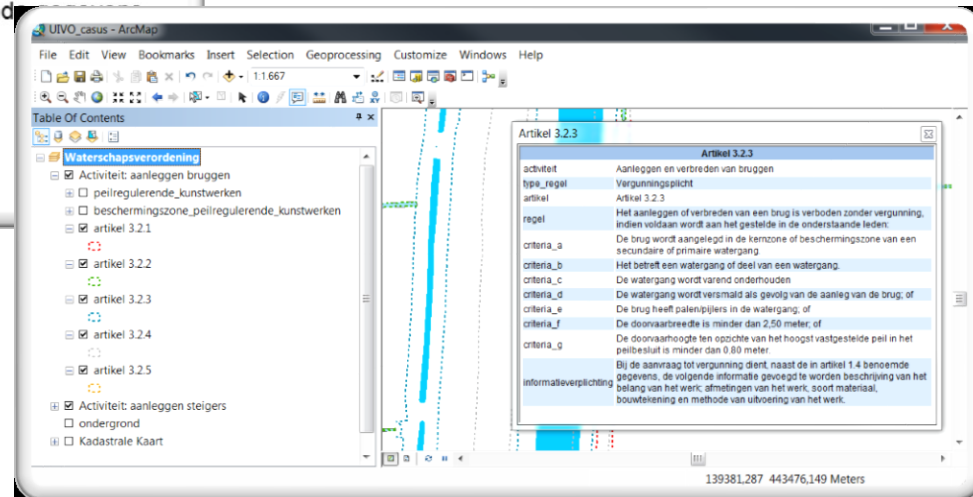 UIVO_casus - ArcMap
File Edit View Bookmarks Insert Selection Geoprocessing Customize Windows Help
1:1.667
Table Of Contents
Waterschapsverordening
Activiteit: aanleggen bruggen
peilregulerende_kunstwerken
beschermingszone_peilregulerende_kunstwerken
artikel 3.2.1
artikel 3.2.2
artikel 3.2.3
artikel 3.2.4
artikel 3.2.5
Activiteit: aanleggen steigers
ondergrond
Kadastrale Kaart
Artikel 3.2.3
Artikel 3.2.3
activiteit Aanleggen en verbreden van bruggen
type_regel Vergunningsplicht
artikel Artikel 3.2.3
regel Het aanleggen of verbreden van een brug is verboden zonder vergunning,
indien voldaan wordt aan het gestelde in de onderstaande leden:
criteria_a De brug wordt aangelegd in de kernzone of beschermingszone van een
secundaire of primaire watergang.
criteria_b Het betreft een watergang of deel van een watergang.
criteria_c De watergang wordt varend onderhouden
criteria_d De watergang wordt versmald als gevolg van de aanleg van de brug; of
criteria_e De brug heeft palen/pijlers in de watergang; of
criteria_f De doorvaarbreedte is minder dan 2,50 meter; of
criteria_g De doorvaarhoogte ten opzichte van het hoogst vastgestelde peil in het
peilbesluit is minder dan 0,80 meter.
informatieverplichting Bij de aanvraag tot vergunning dient, naast de in artikel 1.4 benoemde
gegevens, de volgende informatie gevoegd te worden beschrijving van het
belang van het werk; afmetingen van het werk, soort materiaal,
bouwtekening en methode van uitvoering van het werk.
139381,287 443476,149 Meters